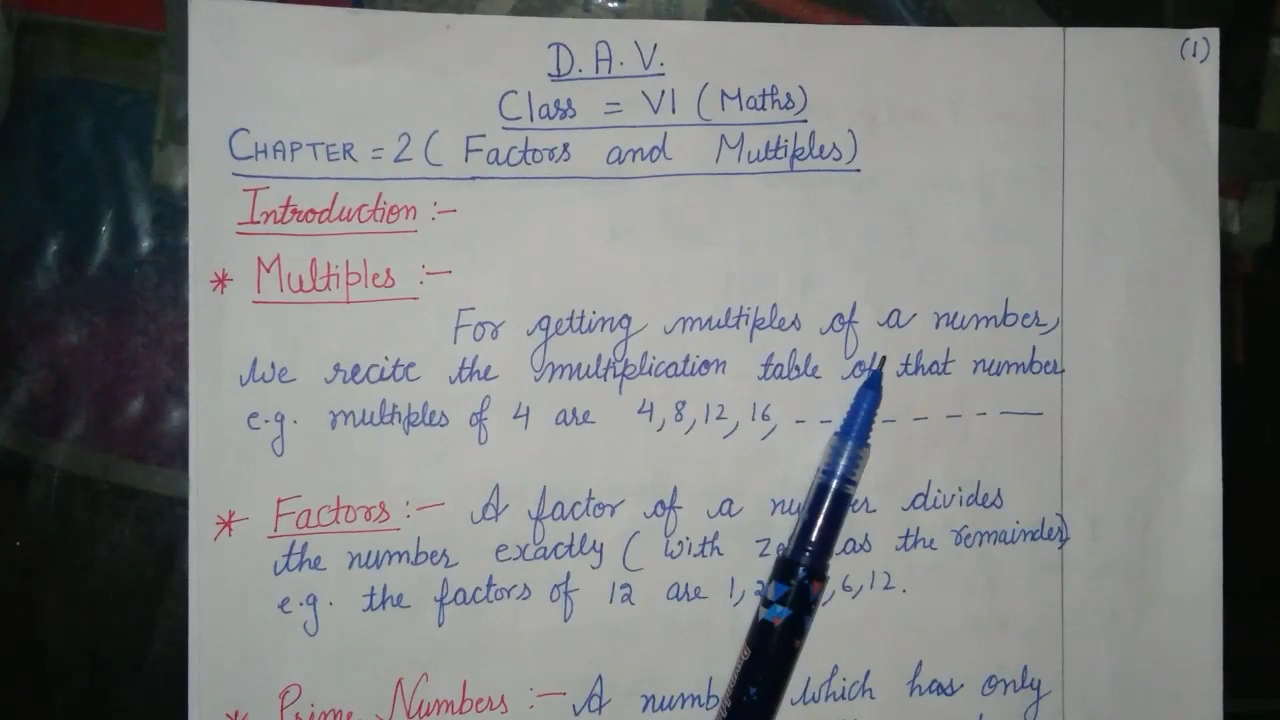 (1)
D.A.V.
Class = VI (Maths)
CHAPTER = 2 ( Factors and Multiples)
Introduction :-
* Multiples :-
For getting multiples of a number,
We recite the multiplication table of that number
e.g. multiples of 4 are 4, 8, 12, 16, - - - - - - - -
* Factors :- A factor of a divides
the number exactly ( with as the remainder)
e.g. the factors of 12 are 1, 6, 12.
* Prime Numbers :- A which has only